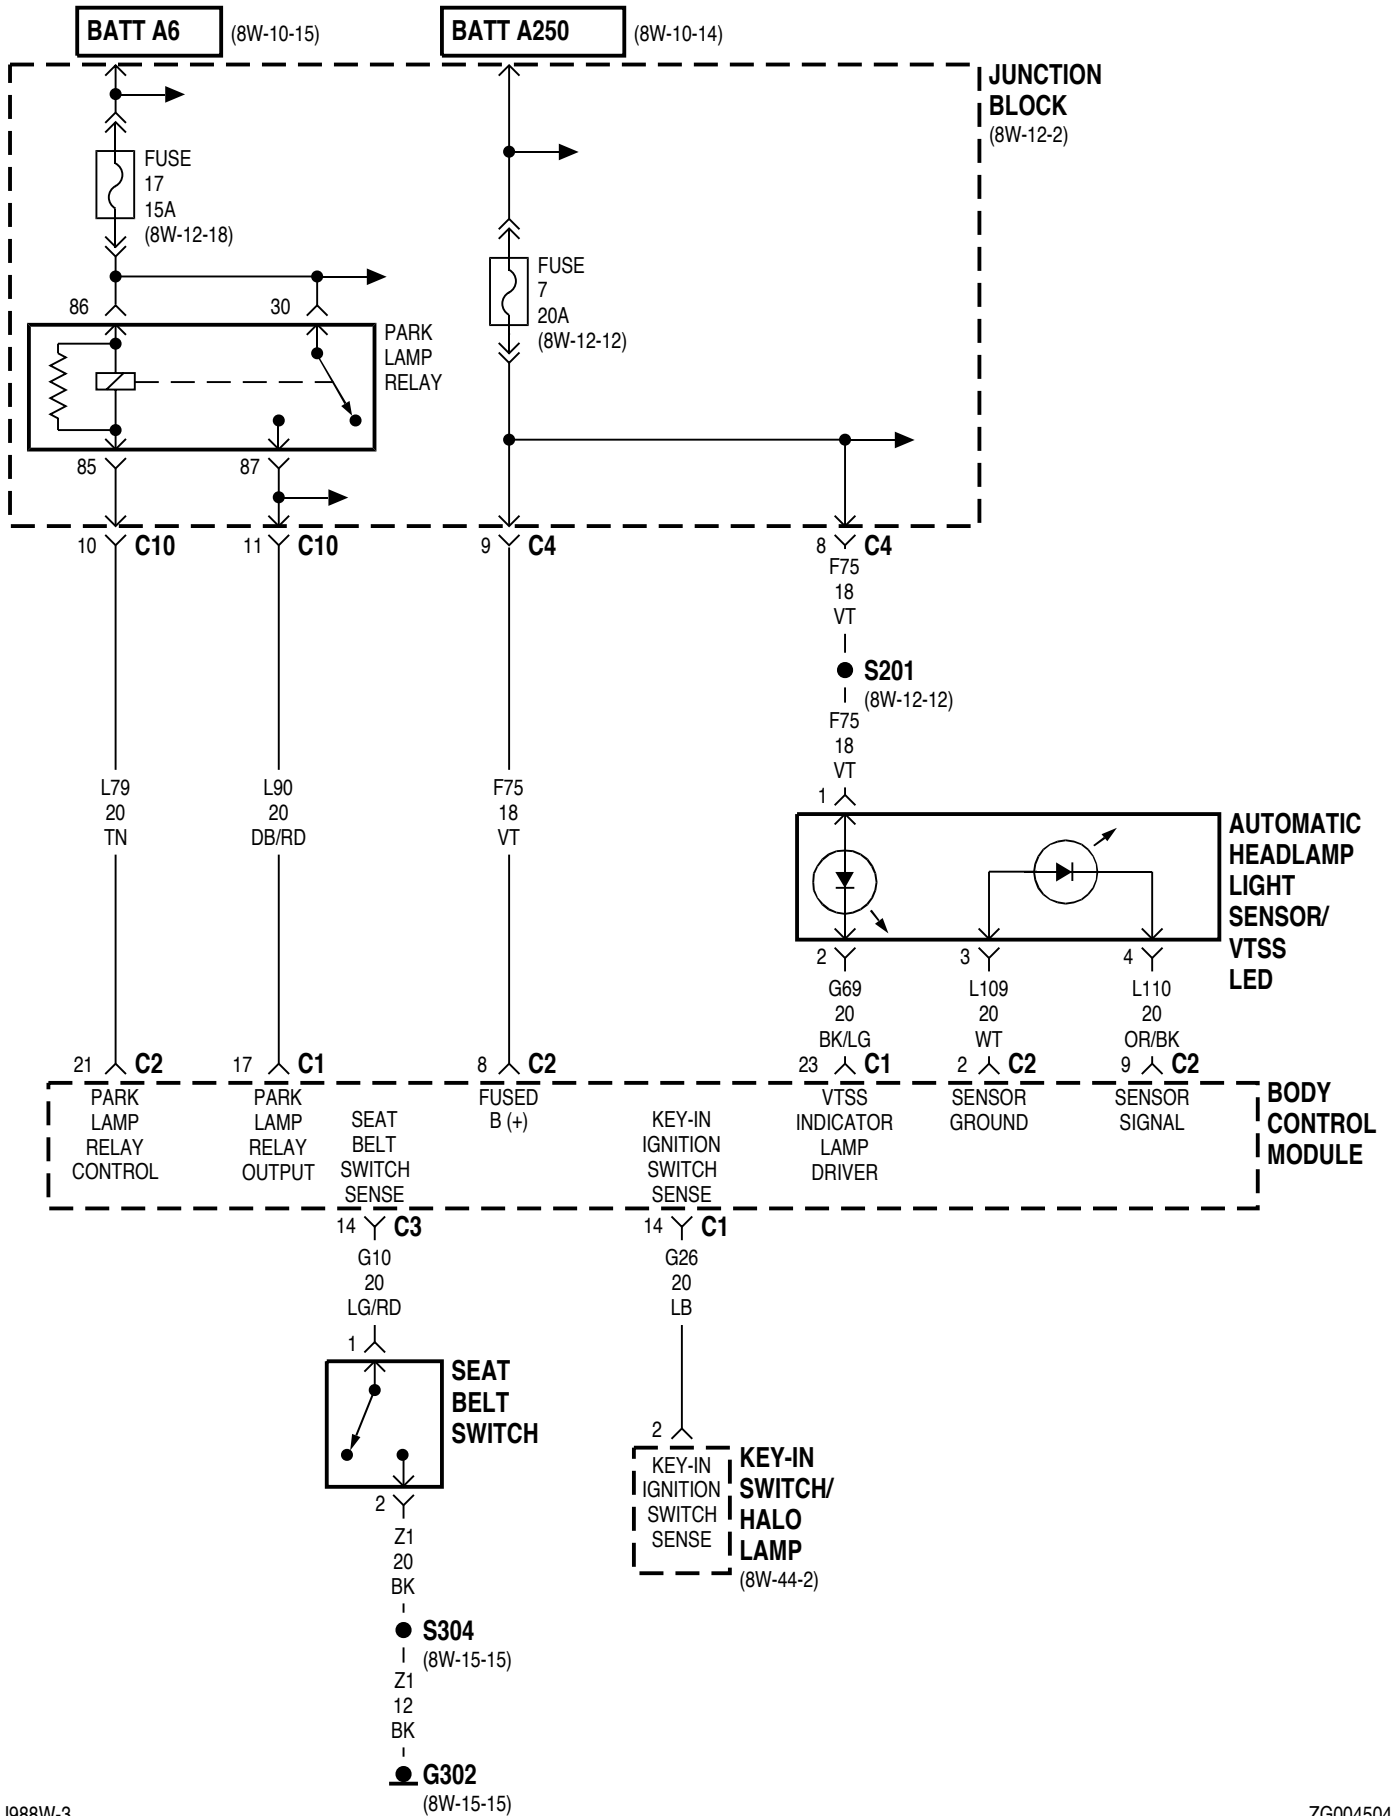 BATT A6
(8W-10-15)
BATT A250
(8W-10-14)
JUNCTION
BLOCK
(8W-12-2)
FUSE
17
15A
(8W-12-18)
FUSE
7
20A
(8W-12-12)
86
30
PARK
LAMP
RELAY
85
87
10
C10
11
C10
9
C4
8
C4
F75
18
VT
S201
(8W-12-12)
F75
18
VT
1
L79
20
TN
L90
20
DB/RD
F75
18
VT
AUTOMATIC
HEADLAMP
LIGHT
SENSOR/
VTSS
LED
2
3
4
G69
20
BK/LG
L109
20
WT
L110
20
OR/BK
21
C2
17
C1
8
C2
23
C1
2
C2
9
C2
PARK
LAMP
RELAY
CONTROL
PARK
LAMP
RELAY
OUTPUT
SEAT
BELT
SWITCH
SENSE
FUSED
B (+)
KEY-IN
IGNITION
SWITCH
SENSE
VTSS
INDICATOR
LAMP
DRIVER
SENSOR
GROUND
SENSOR
SIGNAL
BODY
CONTROL
MODULE
14
C3
14
C1
G10
20
LG/RD
G26
20
LB
1
SEAT
BELT
SWITCH
2
2
KEY-IN
IGNITION
SWITCH
SENSE
KEY-IN
SWITCH/
HALO
LAMP
(8W-44-2)
Z1
20
BK
S304
(8W-15-15)
Z1
12
BK
G302
(8W-15-15)
J988W-3
ZG004504